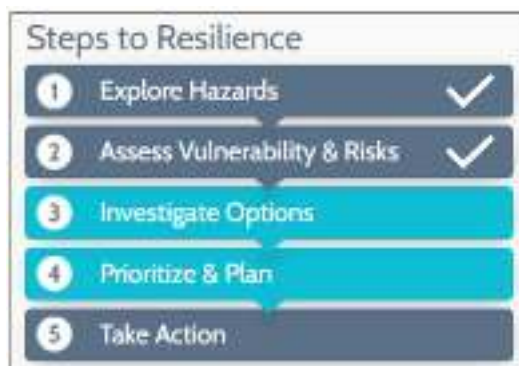 Steps to Resilience
1 Explore Hazards
2 Assess Vulnerability & Risks
3 Investigate Options
4 Prioritize & Plan
5 Take Action